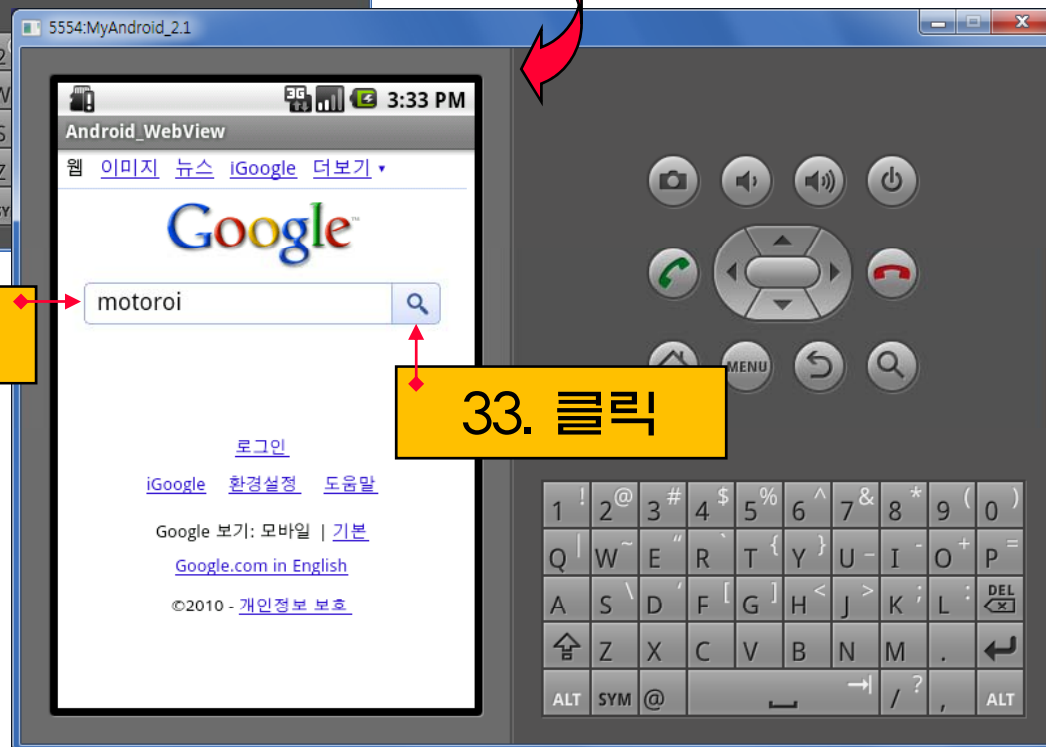 5554:MyAndroid_2.1
3G 3:33 PM
Android_WebView
웹 이미지 뉴스 iGoogle 더보기 ▾
Google™
motoroi
33. 클릭
로그인
iGoogle 환경설정 도움말
Google 보기: 모바일 | 기본
Google.com in English
©2010 - 개인정보 보호
MENU
1 ! 2 @ 3 # 4 $ 5 % 6 ^ 7 & 8 * 9 ( 0 )
Q | W ~ E " R ` T { Y } U _ I - O + P =
A S \ D ' F [ G ] H < J > K ; L : DEL
Z X C V B N M .
ALT SYM @ / ? , ALT